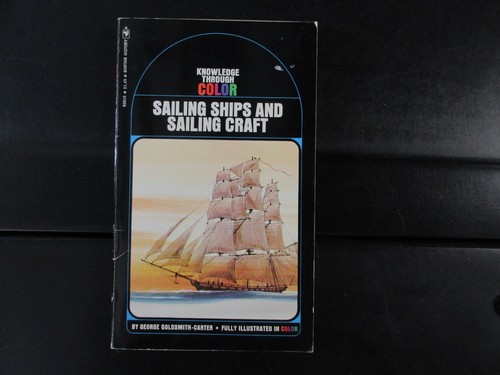 KNOWLEDGE
THROUGH
COLOR
SAILING SHIPS AND
SAILING CRAFT
BY GEORGE GOLDSMITH-CARTER • FULLY ILLUSTRATED IN COLOR